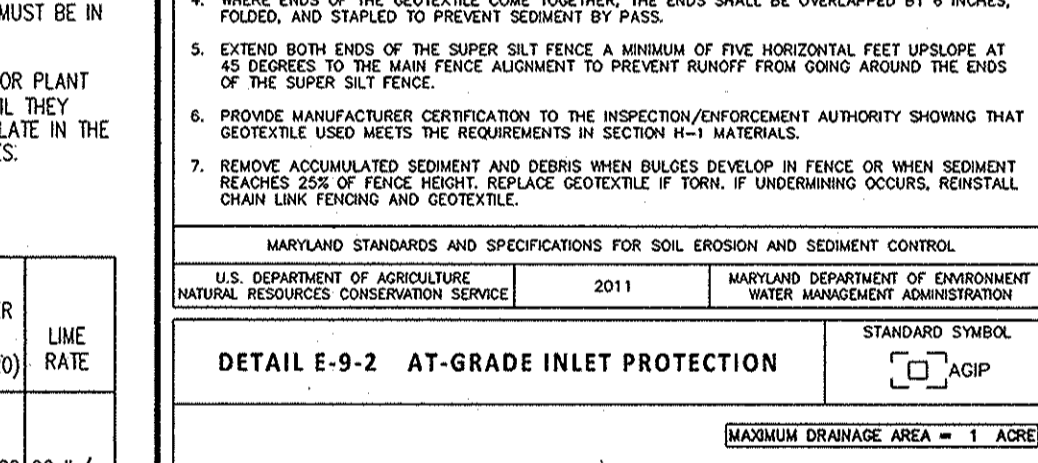 MUST BE IN
OR PLANT
IL THEY
LATE IN THE
ES.
R
LIME
0) RATE
4. WHERE ENDS OF THE GEOTEXTILE COME TOGETHER, THE ENDS SHALL BE OVERLAPPED BY 6 INCHES,
FOLDED, AND STAPLED TO PREVENT SEDIMENT BY PASS.
5. EXTEND BOTH ENDS OF THE SUPER SILT FENCE A MINIMUM OF FIVE HORIZONTAL FEET UPSLOPE AT
45 DEGREES TO THE MAIN FENCE ALIGNMENT TO PREVENT RUNOFF FROM GOING AROUND THE ENDS
OF THE SUPER SILT FENCE.
6. PROVIDE MANUFACTURER CERTIFICATION TO THE INSPECTION/ENFORCEMENT AUTHORITY SHOWING THAT
GEOTEXTILE USED MEETS THE REQUIREMENTS IN SECTION H-1 MATERIALS.
7. REMOVE ACCUMULATED SEDIMENT AND DEBRIS WHEN BULGES DEVELOP IN FENCE OR WHEN SEDIMENT
REACHES 25% OF FENCE HEIGHT. REPLACE GEOTEXTILE IF TORN. IF UNDERMINING OCCURS, REINSTALL
CHAIN LINK FENCING AND GEOTEXTILE.
MARYLAND STANDARDS AND SPECIFICATIONS FOR SOIL EROSION AND SEDIMENT CONTROL
U.S. DEPARTMENT OF AGRICULTURE
NATURAL RESOURCES CONSERVATION SERVICE
2011
MARYLAND DEPARTMENT OF ENVIRONMENT
WATER MANAGEMENT ADMINISTRATION
DETAIL E-9-2 AT-GRADE INLET PROTECTION
STANDARD SYMBOL
AGIP
MAXIMUM DRAINAGE AREA = 1 ACRE